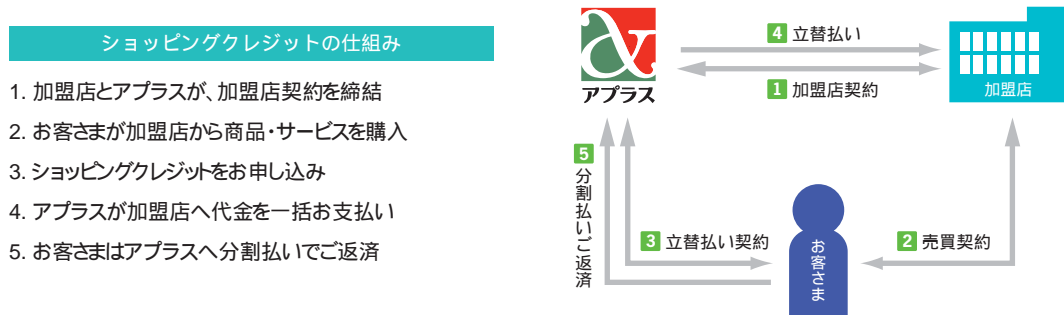 ショッピングクレジットの仕組み
1. 加盟店とアプラスが、加盟店契約を締結
2. お客さまが加盟店から商品・サービスを購入
3. ショッピングクレジットをお申し込み
4. アプラスが加盟店へ代金を一括お支払い
5. お客さまはアプラスへ分割払いでご返済
&
アプラス
4 立替払い
1 加盟店契約
加盟店
5 分割払いご返済
3 立替払い契約
お客さま
2 売買契約